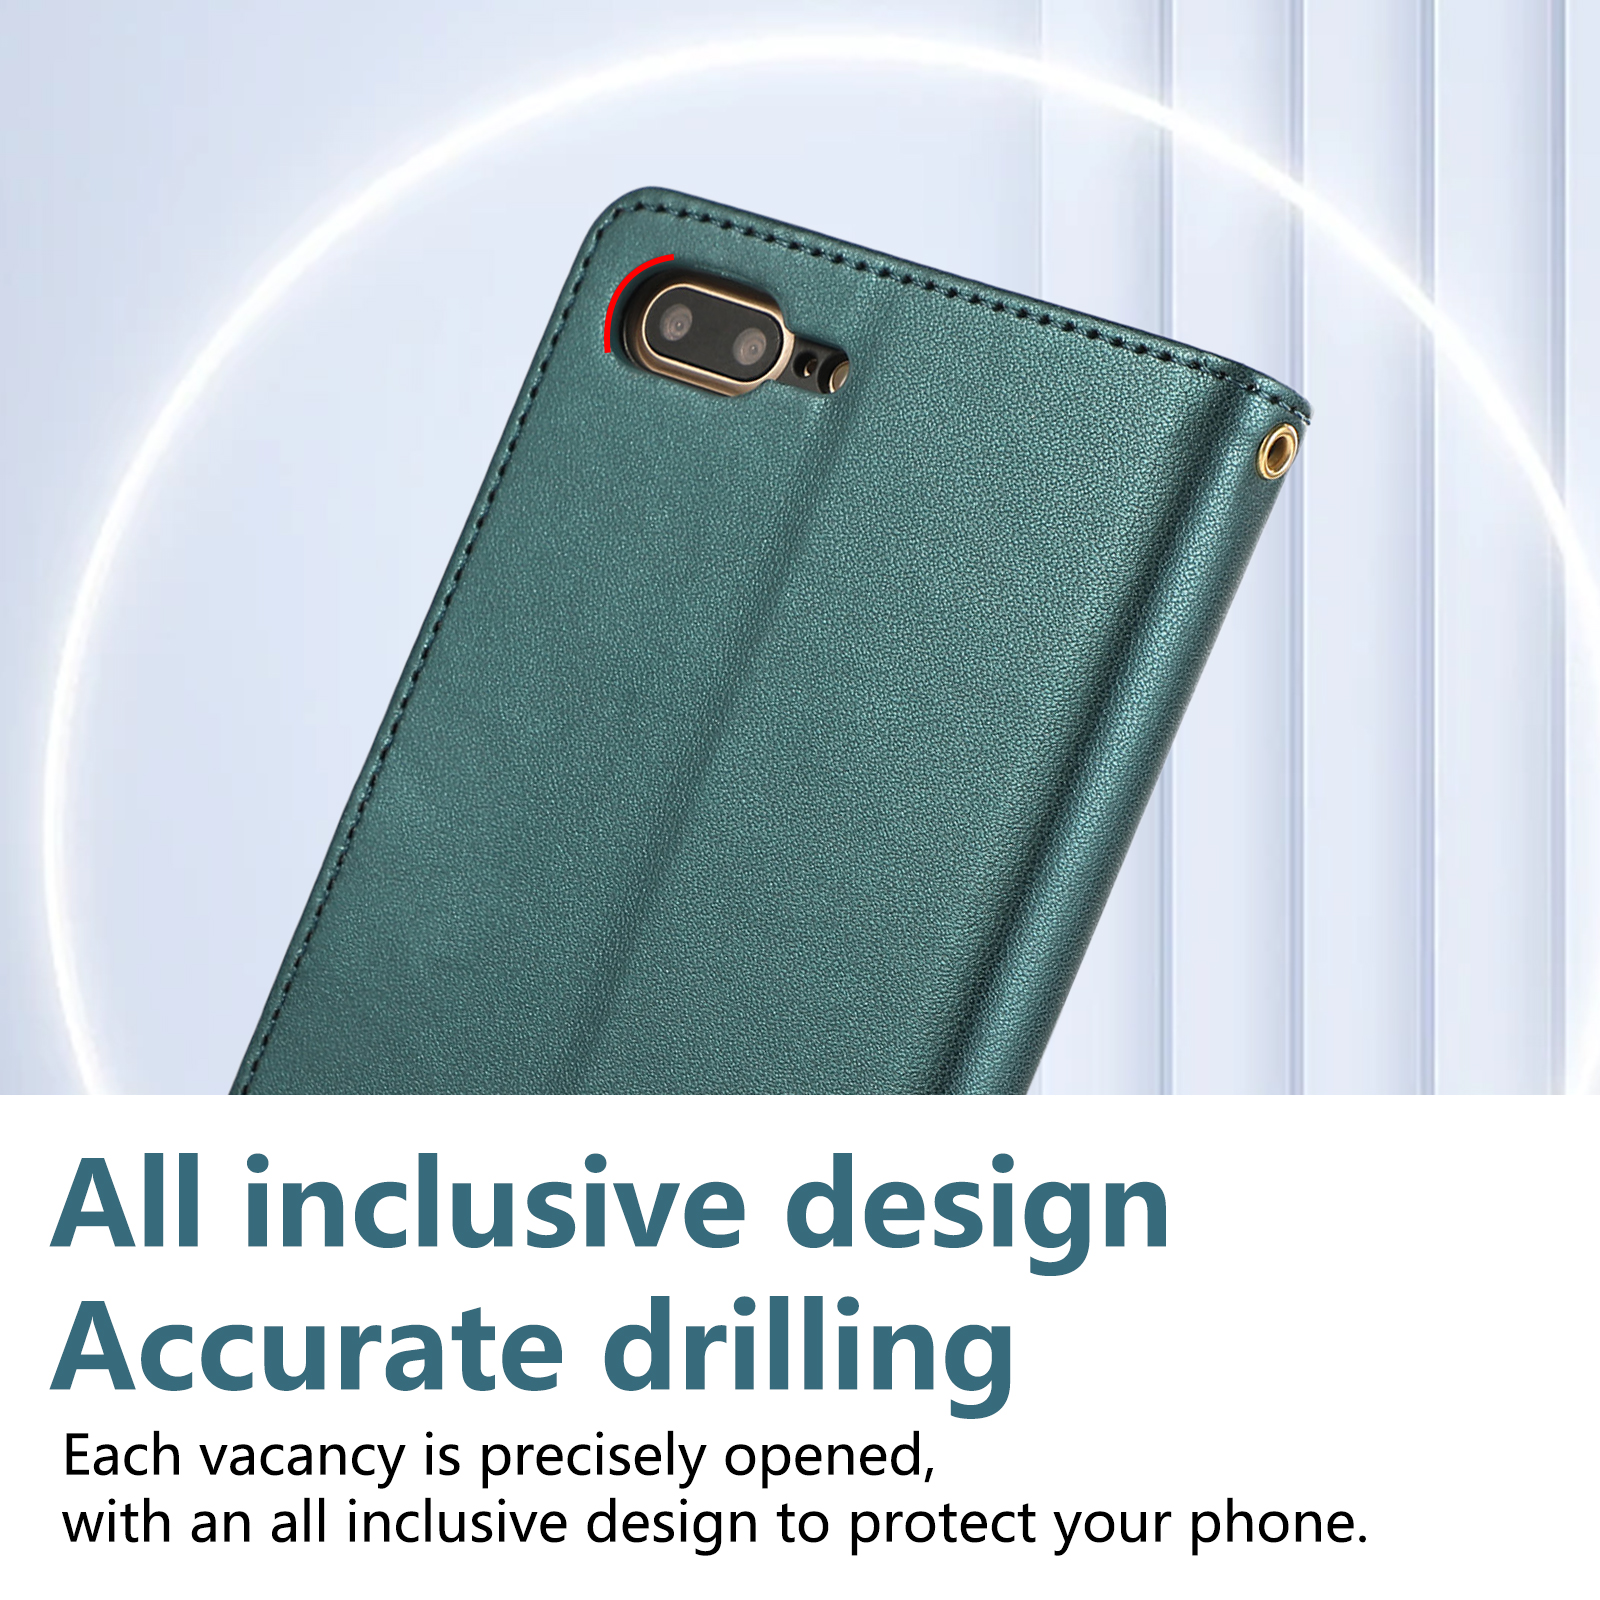 All inclusive design
Accurate drilling
Each vacancy is precisely opened,
with an all inclusive design to protect your phone.